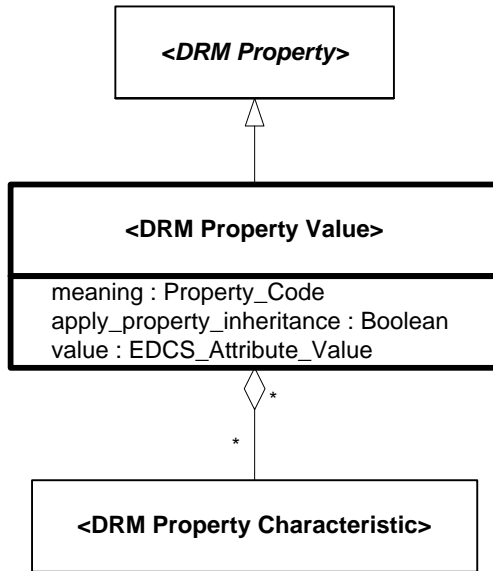 <DRM Property>
<DRM Property Value>
meaning : Property_Code
apply_property_inheritance : Boolean
value : EDCS_Attribute_Value
*
*
<DRM Property Characteristic>